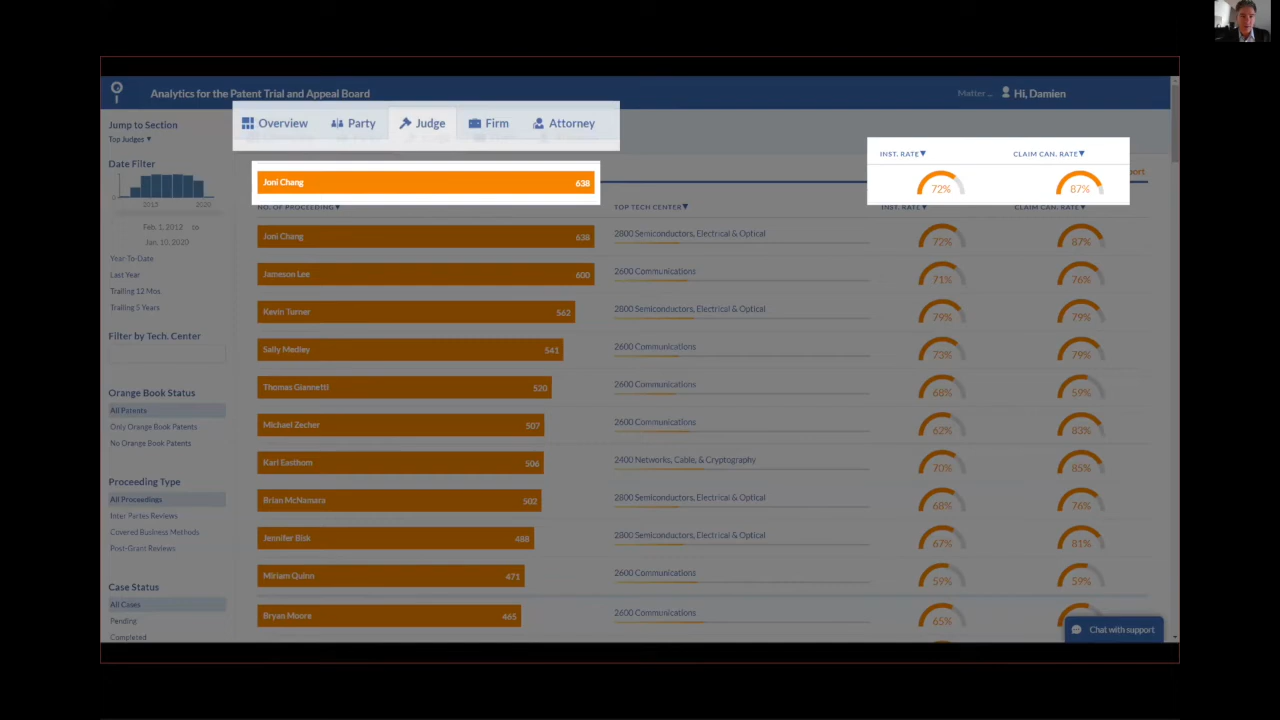 Analytics for the Patent Trial and Appeal Board
Matter
Hi, Damien
Overview Party Judge Firm Attorney
Jump to Section
Top Judges ▾
Date Filter
0
2015 2020
Feb. 1, 2012 to
Jan. 10, 2020
Year-To-Date
Last Year
Trailing 12 Mos.
Trailing 5 Years
Filter by Tech. Center
Orange Book Status
All Patents
Only Orange Book Patents
No Orange Book Patents
Proceeding Type
All Proceedings
Inter Partes Reviews
Covered Business Methods
Post-Grant Reviews
Case Status
All Cases
Pending
Completed
INST. RATE▼ CLAIM CAN. RATE▼
Joni Chang 638 72% 87%
port
NO. OF PROCEEDING▼ TOP TECH CENTER▼ INST. RATE▼ CLAIM CAN. RATE▼
Joni Chang 638 2800 Semiconductors, Electrical & Optical 72% 87%
Jameson Lee 600 2600 Communications 71% 76%
Kevin Turner 562 2800 Semiconductors, Electrical & Optical 79% 79%
Sally Medley 541 2600 Communications 73% 79%
Thomas Giannetti 520 2600 Communications 68% 59%
Michael Zecher 507 2600 Communications 62% 83%
Karl Easthom 506 2400 Networks, Cable, & Cryptography 70% 85%
Brian McNamara 502 2800 Semiconductors, Electrical & Optical 68% 76%
Jennifer Bisk 488 2800 Semiconductors, Electrical & Optical 67% 81%
Miriam Quinn 471 2600 Communications 59% 59%
Bryan Moore 465 2600 Communications 65%
Chat with support